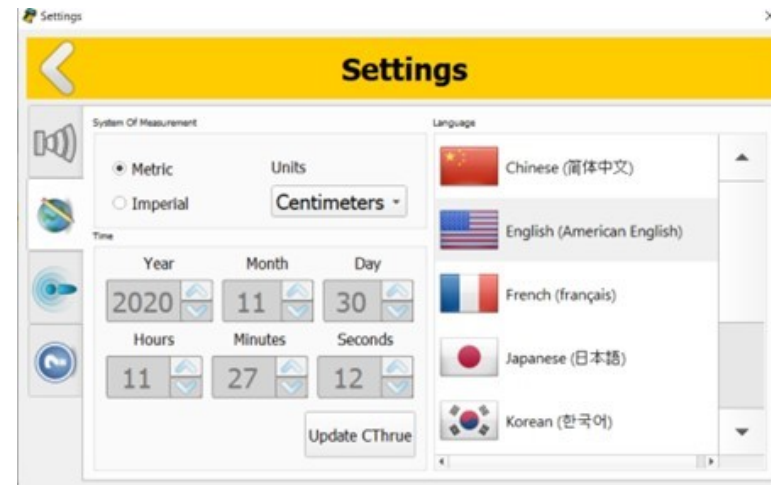 Settings
Settings
System Of Measurement
Metric
Imperial
Units
Centimeters
Time
Year Month Day
2020 11 30
Hours Minutes Seconds
11 27 12
Update CThrue
Language
Chinese (简体中文)
English (American English)
French (français)
Japanese (日本語)
Korean (한국어)